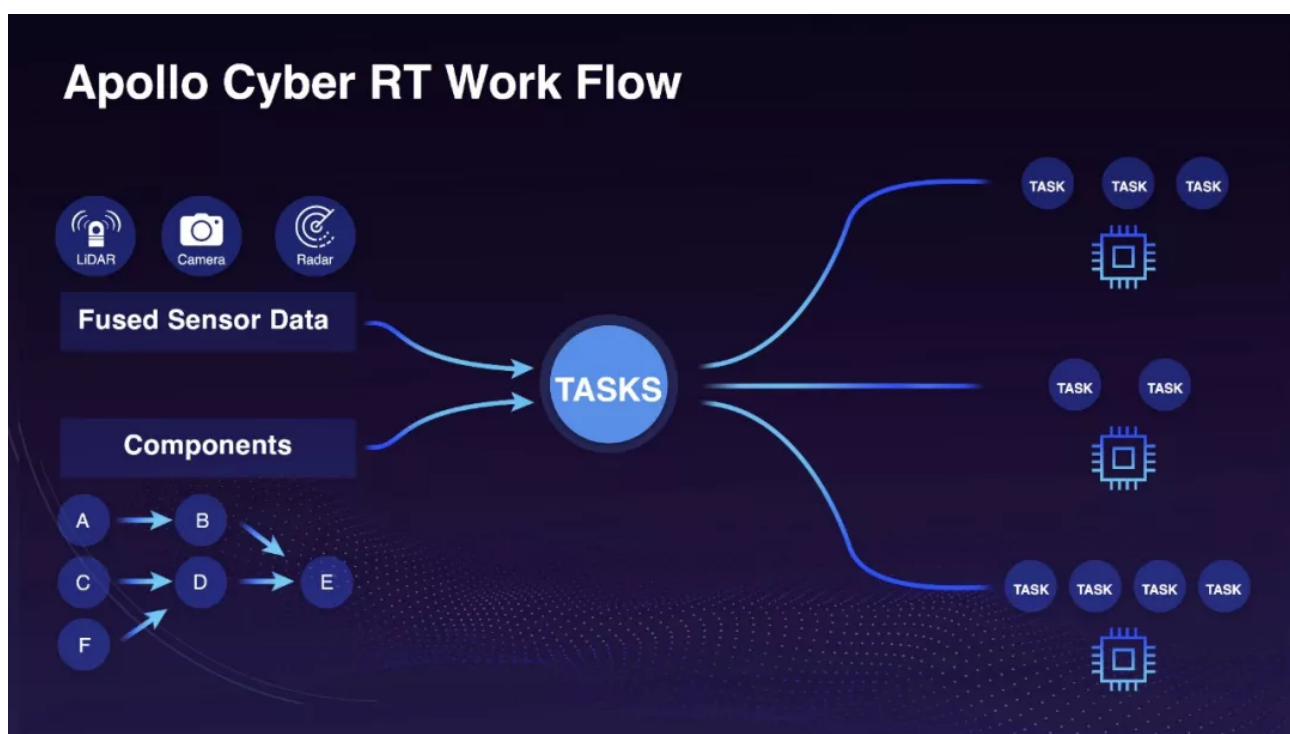 Apollo Cyber RT Work Flow
LiDAR
Camera
Radar
Fused Sensor Data
Components
A
B
C
D
E
F
TASKS
TASK TASK TASK
TASK TASK
TASK TASK TASK TASK